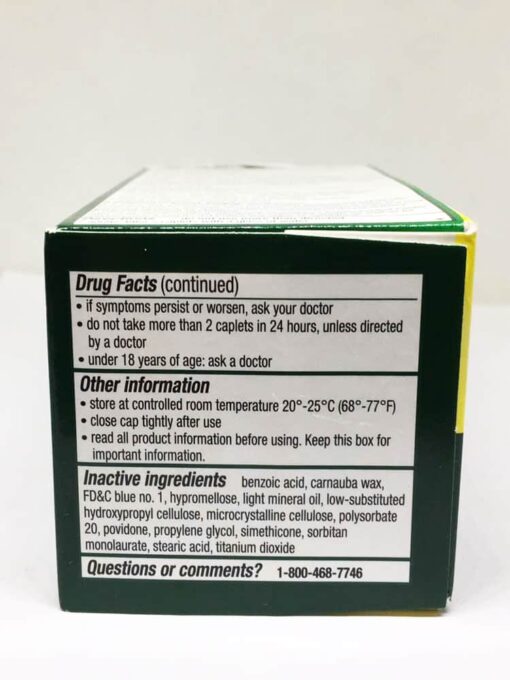 Drug Facts (continued)
• if symptoms persist or worsen, ask your doctor
• do not take more than 2 caplets in 24 hours, unless directed
by a doctor
• under 18 years of age: ask a doctor
Other information
• store at controlled room temperature 20°-25°C (68°-77°F)
• close cap tightly after use
• read all product information before using. Keep this box for
important information.
Inactive ingredients benzoic acid, carnauba wax,
FD&C blue no. 1, hypromellose, light mineral oil, low-substituted
hydroxypropyl cellulose, microcrystalline cellulose, polysorbate
20, povidone, propylene glycol, simethicone, sorbitan
monolaurate, stearic acid, titanium dioxide
Questions or comments? 1-800-468-7746